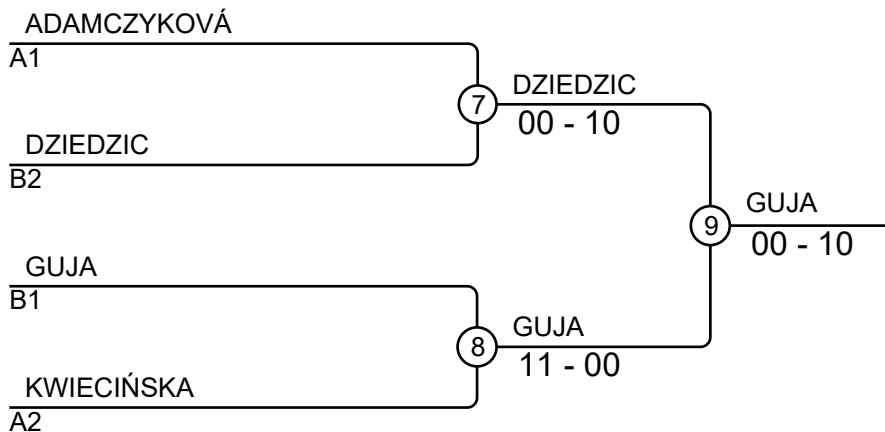 ADAMCZYKOVÁ
A1
7
DZIEDZIC
00 - 10
DZIEDZIC
B2
9
GUJA
00 - 10
GUJA
B1
8
GUJA
11 - 00
KWIECIŃSKA
A2